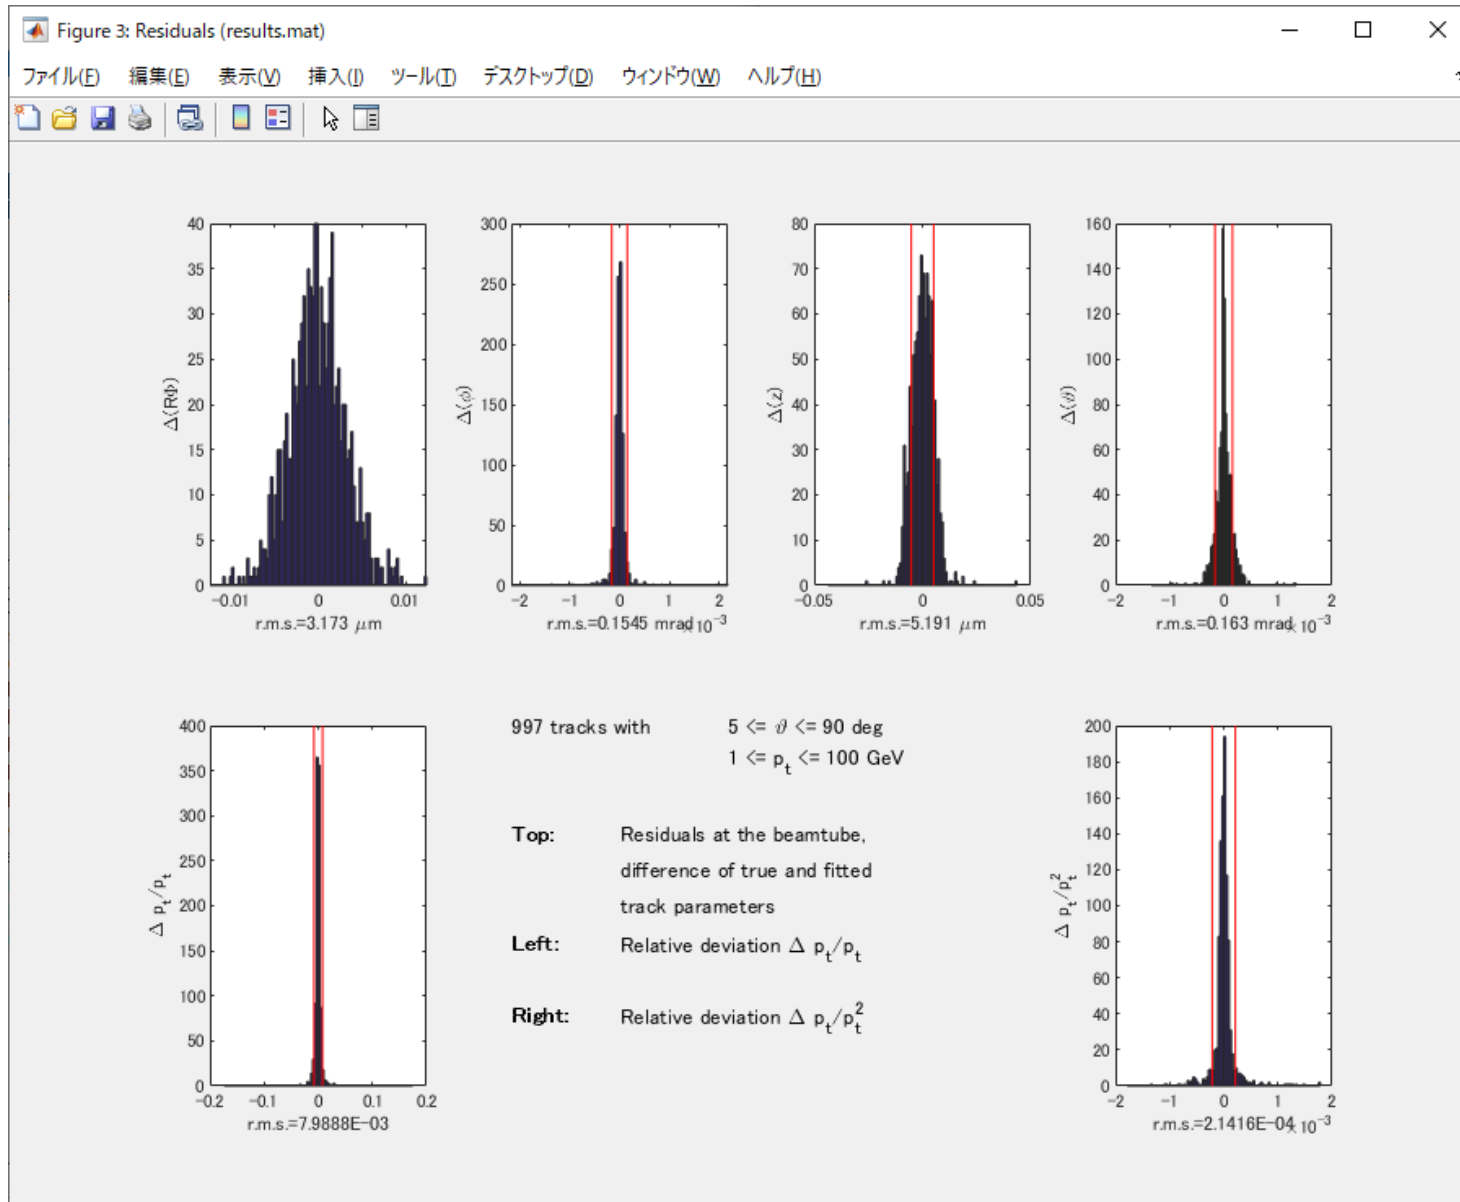 Figure 3: Residuals (results.mat)
ファイル(F) 編集(E) 表示(V) 挿入(I) ツール(T) デスクトップ(D) ウィンドウ(W) ヘルプ(H)
Δ(RΦ)
40
35
30
25
20
15
10
5
0
-0.01 0 0.01
r.m.s.=3.173 μm
Δ(φ)
300
250
200
150
100
50
0
-2 -1 0 1 2
r.m.s.=0.1545 mrad
×10⁻³
Δ(z)
80
70
60
50
40
30
20
10
0
-0.05 0 0.05
r.m.s.=5.191 μm
Δ(ϑ)
160
140
120
100
80
60
40
20
0
-2 -1 0 1 2
r.m.s.=0.163 mrad
×10⁻³
Δ p_t/p_t
400
350
300
250
200
150
100
50
0
-0.2 -0.1 0 0.1 0.2
r.m.s.=7.9888E-03
997 tracks with 5 <= ϑ <= 90 deg
1 <= p_t <= 100 GeV
Top: Residuals at the beamtube,
difference of true and fitted
track parameters
Left: Relative deviation Δ p_t/p_t
Right: Relative deviation Δ p_t/p_t²
Δ p_t/p_t²
200
180
160
140
120
100
80
60
40
20
0
-2 -1 0 1 2
r.m.s.=2.1416E-04
×10⁻³